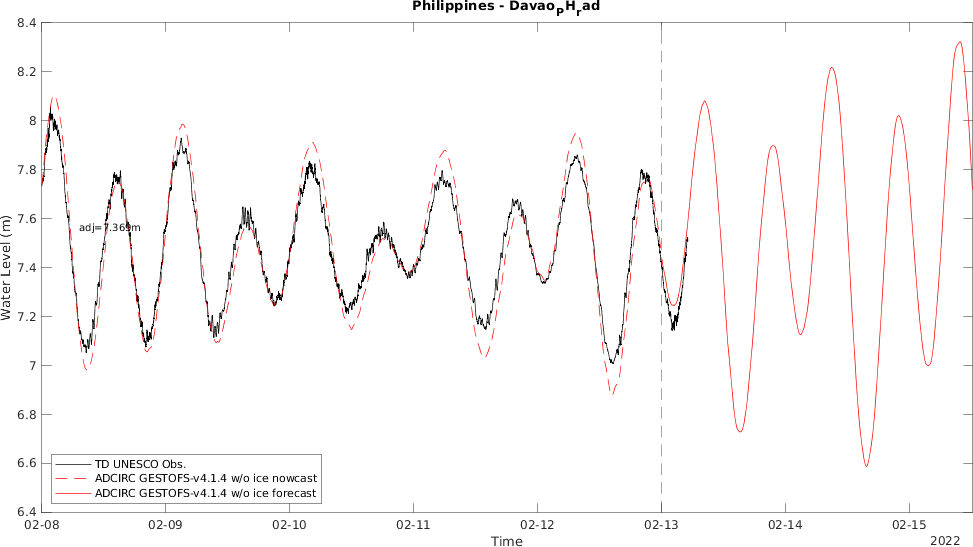 Philippines - DavaopHrad
8.4
8.2
8
7.8
7.6
7.4
7.2
7
6.8
6.6
6.4
Water Level (m)
adj=7.369m
TD UNESCO Obs.
ADCIRC GESTOFS-v4.1.4 w/o ice nowcast
ADCIRC GESTOFS-v4.1.4 w/o ice forecast
02-08 02-09 02-10 02-11 02-12 02-13 02-14 02-15
Time
2022